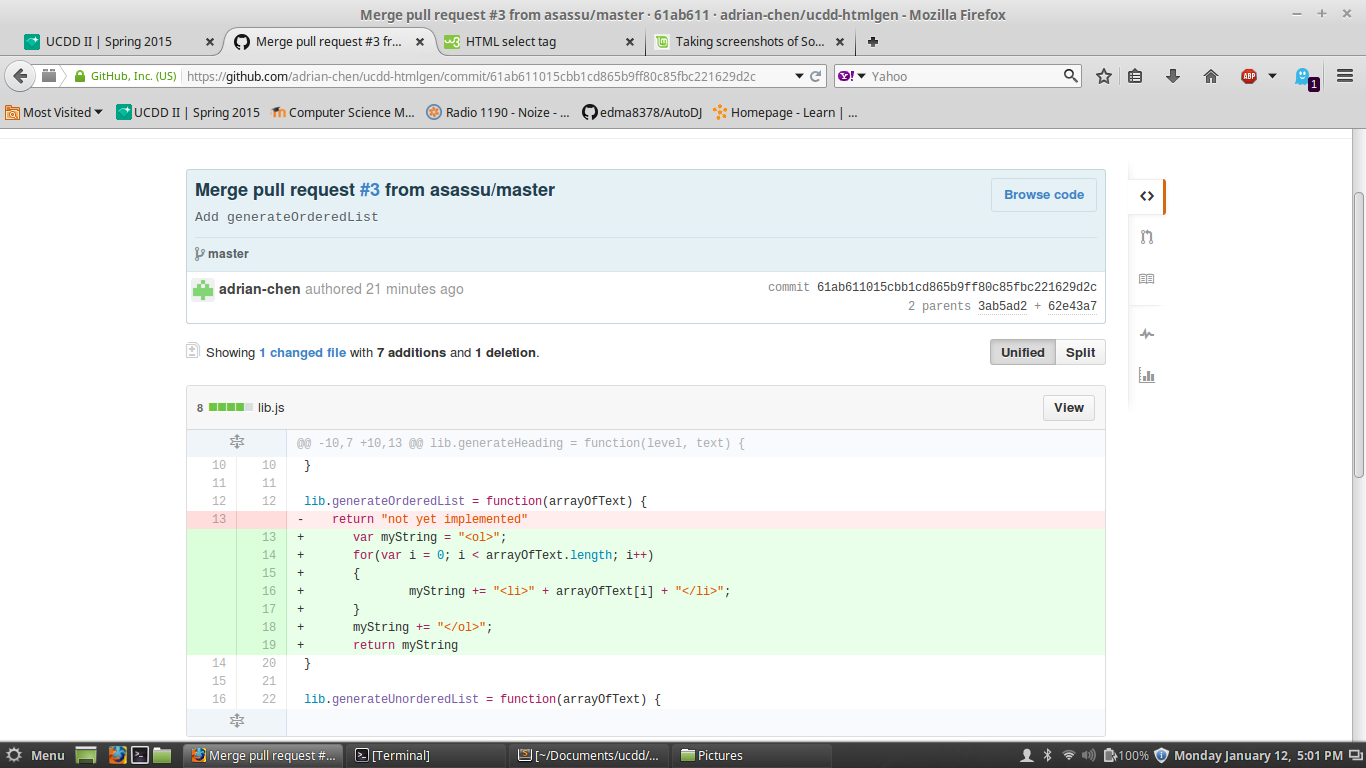 Merge pull request #3 from asassu/master · 61ab611 · adrian-chen/ucdd-htmlgen - Mozilla Firefox
UCDD II | Spring 2015 Merge pull request #3 fr... HTML select tag Taking screenshots of So...
GitHub, Inc. (US) https://github.com/adrian-chen/ucdd-htmlgen/commit/61ab611015cbb1cd865b9ff80c85fbc221629d2c Yahoo ABP 1
Most Visited UCDD II | Spring 2015 Computer Science M... Radio 1190 - Noize - ... edma8378/AutoDJ Homepage - Learn | ...
Merge pull request #3 from asassu/master
Browse code
Add generateOrderedList
master
adrian-chen authored 21 minutes ago commit 61ab611015cbb1cd865b9ff80c85fbc221629d2c
2 parents 3ab5ad2 + 62e43a7
Showing 1 changed file with 7 additions and 1 deletion. Unified Split
8 lib.js View
@@ -10,7 +10,13 @@ lib.generateHeading = function(level, text) {
10 10 }
11 11
12 12 lib.generateOrderedList = function(arrayOfText) {
13 - return "not yet implemented"
13 + var myString = "<ol>";
14 + for(var i = 0; i < arrayOfText.length; i++)
15 + {
16 + myString += "<li>" + arrayOfText[i] + "</li>";
17 + }
18 + myString += "</ol>";
19 + return myString
14 20 }
15 21
16 22 lib.generateUnorderedList = function(arrayOfText) {
Menu Merge pull request #... [Terminal] [~/Documents/ucdd/... Pictures 100% Monday January 12, 5:01 PM